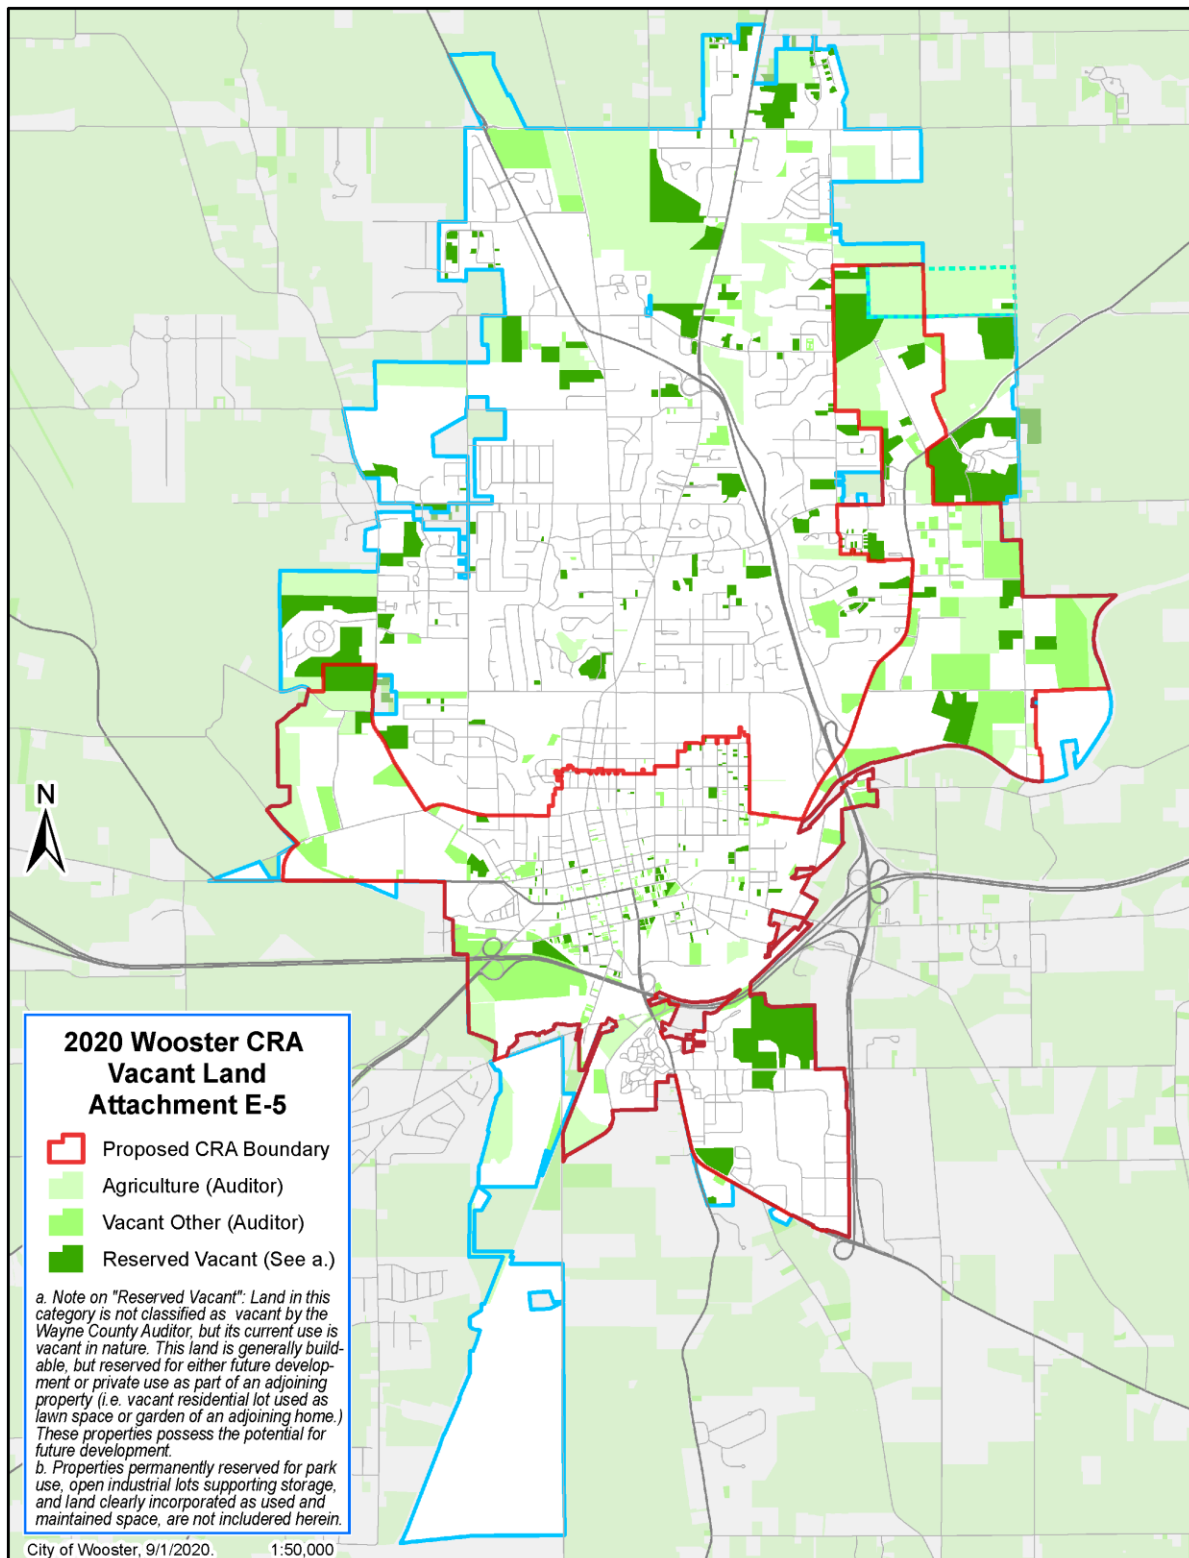 N
2020 Wooster CRA
Vacant Land
Attachment E-5
Proposed CRA Boundary
Agriculture (Auditor)
Vacant Other (Auditor)
Reserved Vacant (See a.)
a. Note on "Reserved Vacant": Land in this
category is not classified as vacant by the
Wayne County Auditor, but its current use is
vacant in nature. This land is generally build-
able, but reserved for either future develop-
ment or private use as part of an adjoining
property (i.e. vacant residential lot used as
lawn space or garden of an adjoining home.)
These properties possess the potential for
future development.
b. Properties permanently reserved for park
use, open industrial lots supporting storage,
and land clearly incorporated as used and
maintained space, are not includered herein.
City of Wooster, 9/1/2020. 1:50,000